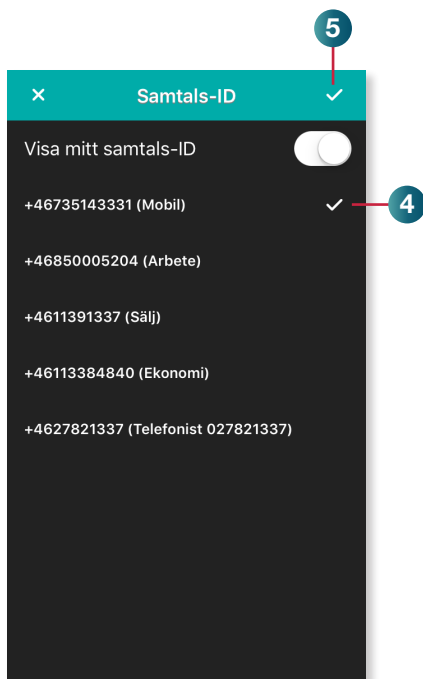 5
Samtals-ID
Visa mitt samtals-ID
+46735143331 (Mobil)
4
+46850005204 (Arbete)
+4611391337 (Sälj)
+46113384840 (Ekonomi)
+4627821337 (Telefonist 027821337)